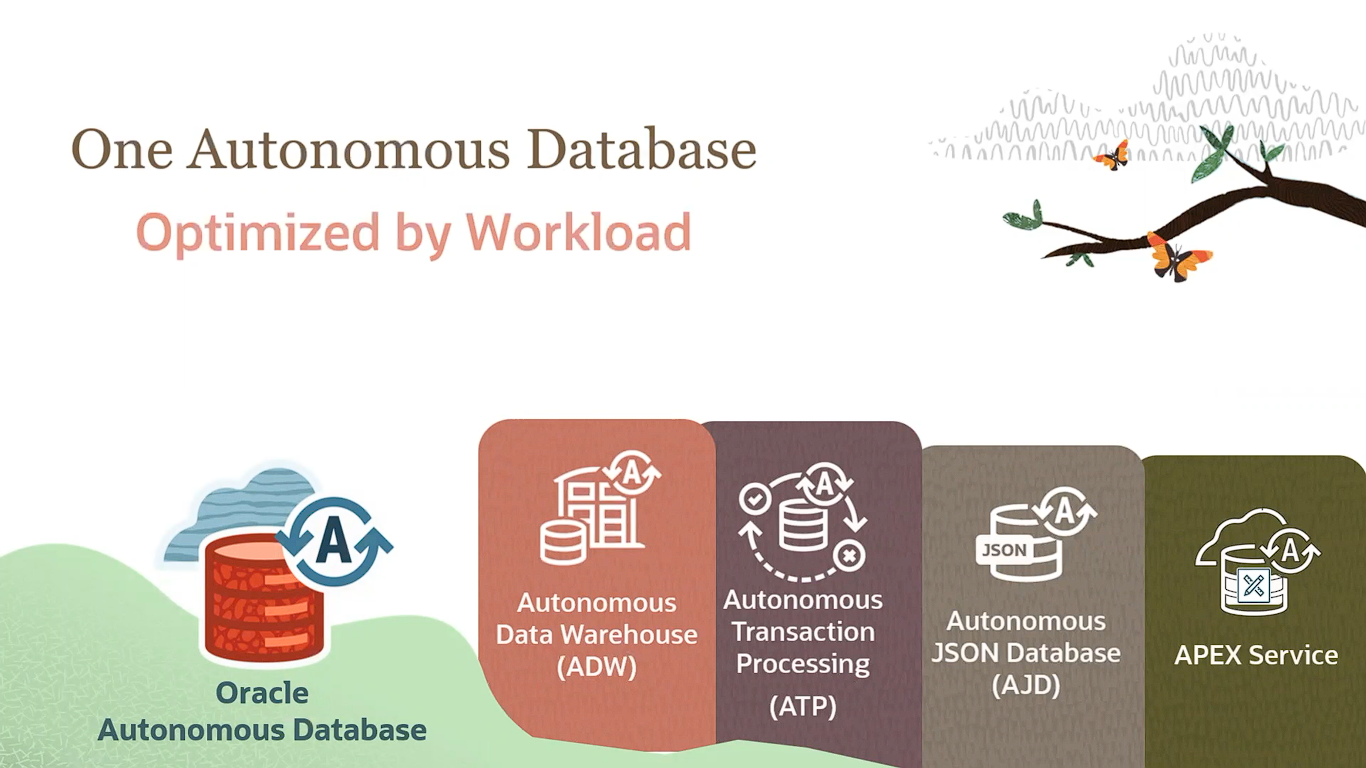 One Autonomous Database
Optimized by Workload
A
Oracle
Autonomous Database
A
Autonomous
Data Warehouse
(ADW)
A
Autonomous
Transaction
Processing
(ATP)
A
JSON
Autonomous
JSON Database
(AJD)
A
APEX Service